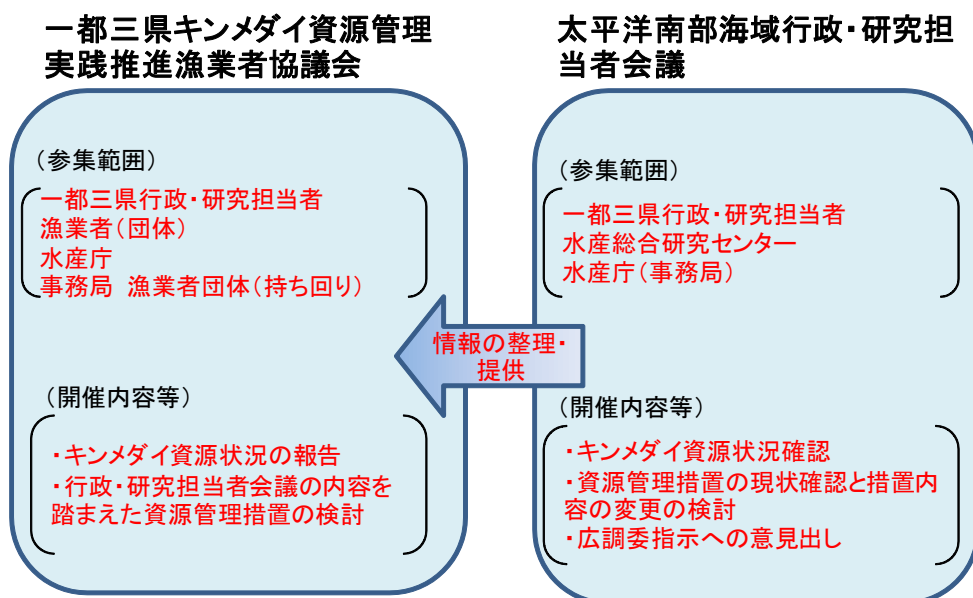 一都三県キンメダイ資源管理
実践推進漁業者協議会
(参集範囲)
一都三県行政・研究担当者
漁業者(団体)
水産庁
事務局 漁業者団体(持ち回り)
(開催内容等)
・キンメダイ資源状況の報告
・行政・研究担当者会議の内容を
踏まえた資源管理措置の検討
情報の整理・
提供
太平洋南部海域行政・研究担
当者会議
(参集範囲)
一都三県行政・研究担当者
水産総合研究センター
水産庁(事務局)
(開催内容等)
・キンメダイ資源状況確認
・資源管理措置の現状確認と措置内
容の変更の検討
・広調委指示への意見出し